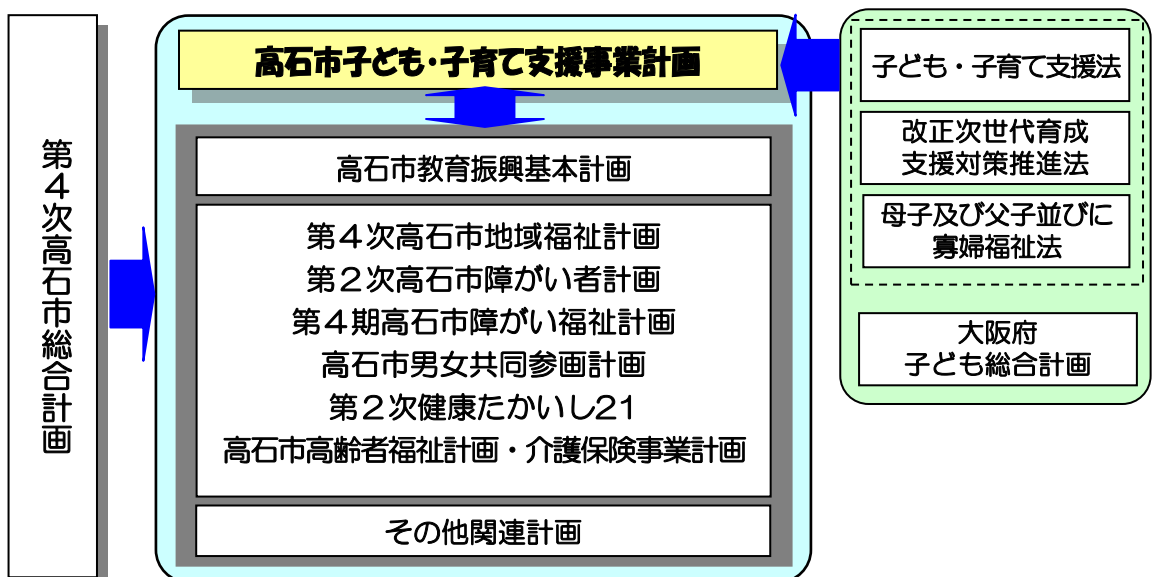 第４次高石市総合計画
高石市子ども・子育て支援事業計画
高石市教育振興基本計画
第４次高石市地域福祉計画
第２次高石市障がい者計画
第４期高石市障がい福祉計画
高石市男女共同参画計画
第２次健康たかいし21
高石市高齢者福祉計画・介護保険事業計画
その他関連計画
子ども・子育て支援法
改正次世代育成
支援対策推進法
母子及び父子並びに
寡婦福祉法
大阪府
子ども総合計画